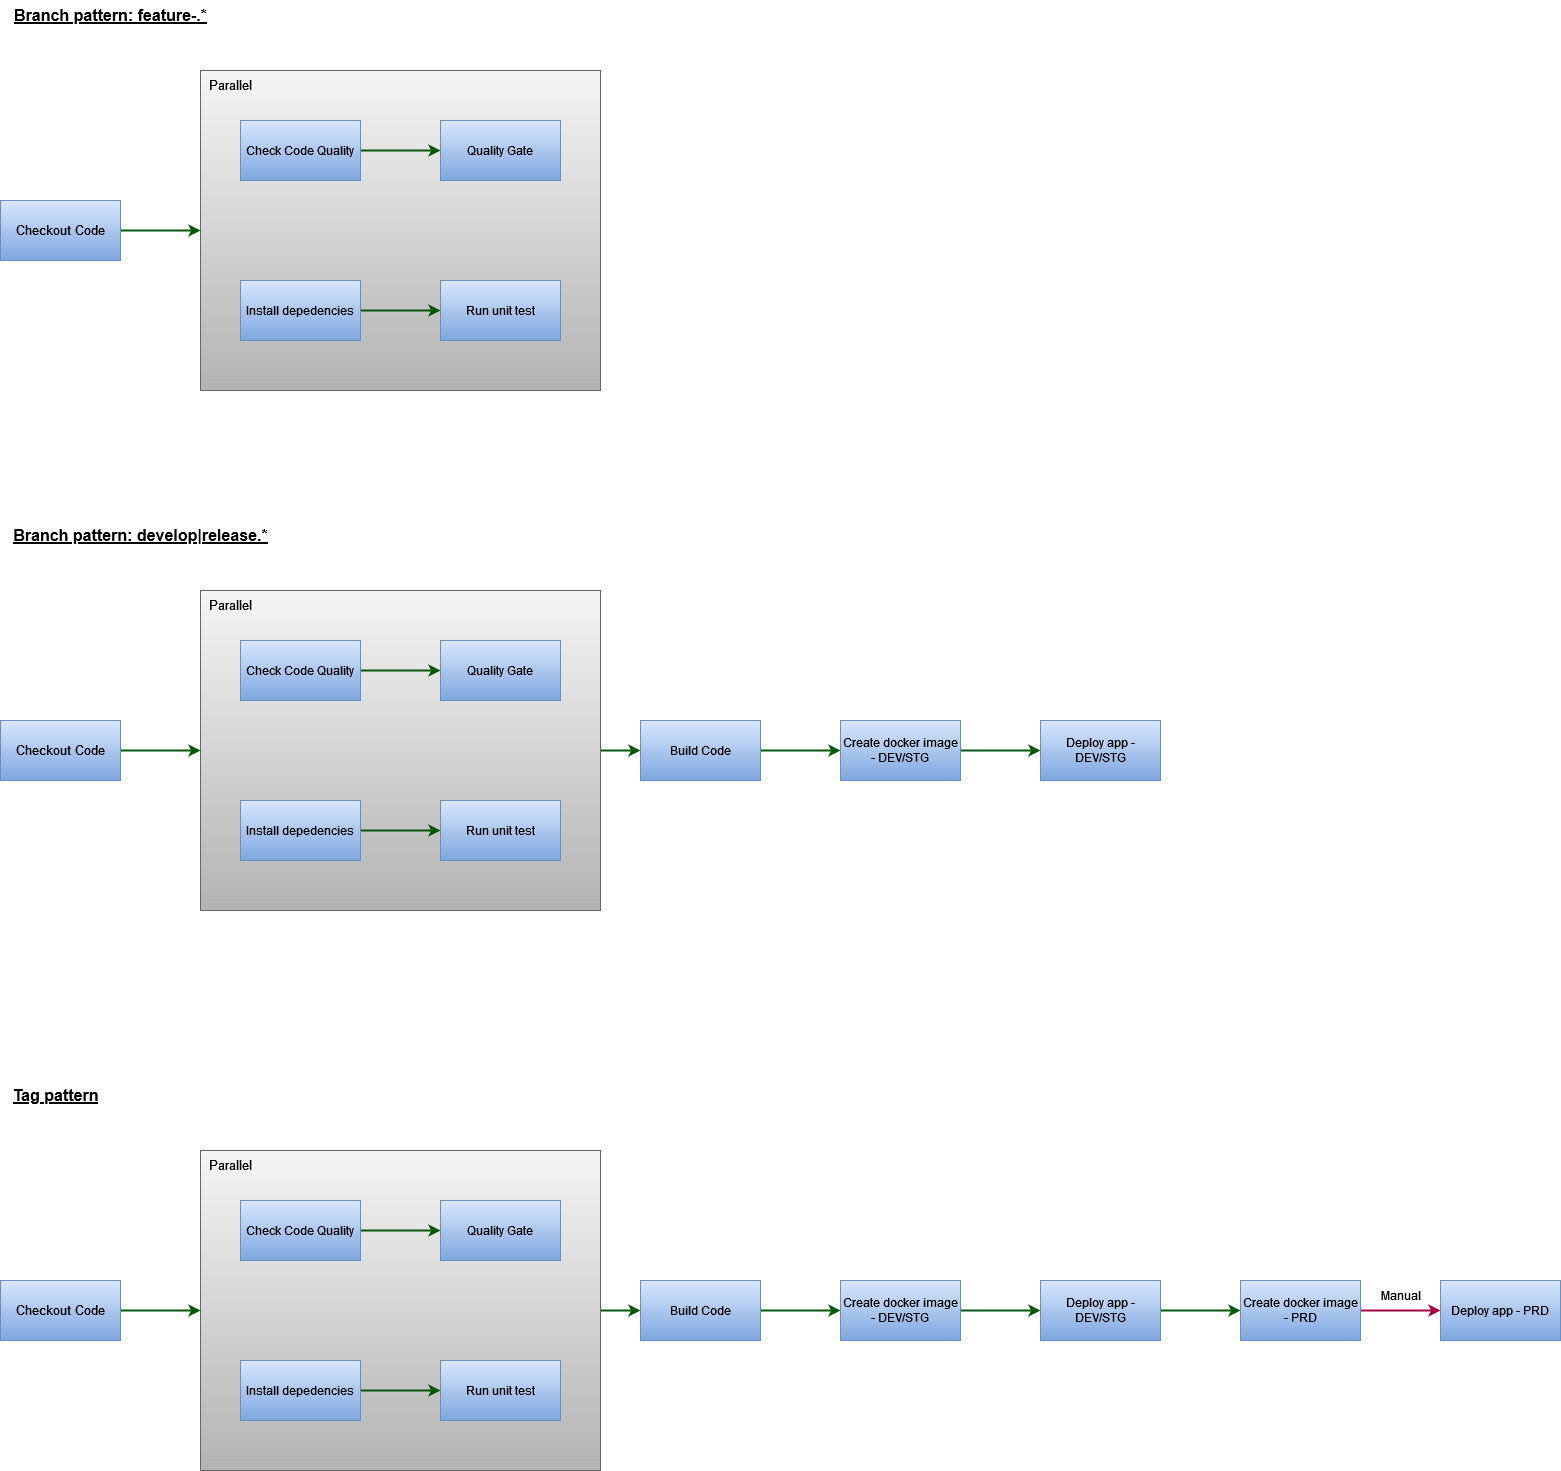 Branch pattern: feature-.*
Parallel
Check Code Quality
Quality Gate
Checkout Code
Install depedencies
Run unit test
Branch pattern: develop|release.*
Parallel
Check Code Quality
Quality Gate
Checkout Code
Build Code
Create docker image
- DEV/STG
Deploy app -
DEV/STG
Install depedencies
Run unit test
Tag pattern
Parallel
Check Code Quality
Quality Gate
Checkout Code
Build Code
Create docker image
- DEV/STG
Deploy app -
DEV/STG
Create docker image
- PRD
Manual
Deploy app - PRD
Install depedencies
Run unit test